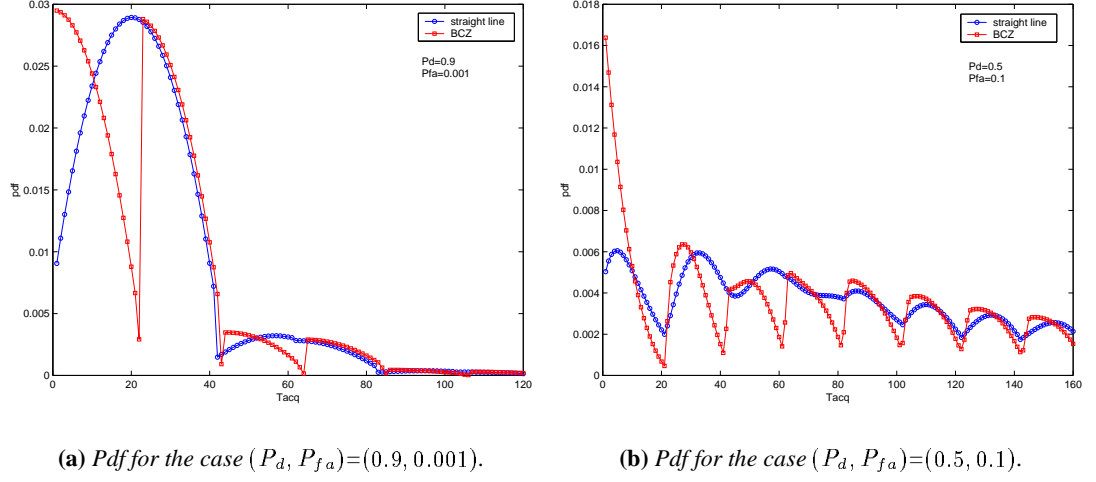 0.03
0.025
0.02
0.015
0.01
0.005
0
pdf
0 20 40 60 80 100 120
Tacq
straight line
BCZ
Pd=0.9
Pfa=0.001
0.018
0.016
0.014
0.012
0.01
0.008
0.006
0.004
0.002
0
pdf
0 20 40 60 80 100 120 140 160
Tacq
straight line
BCZ
Pd=0.5
Pfa=0.1
(a) Pdf for the case (P_d, P_fa)=(0.9, 0.001).
(b) Pdf for the case (P_d, P_fa)=(0.5, 0.1).